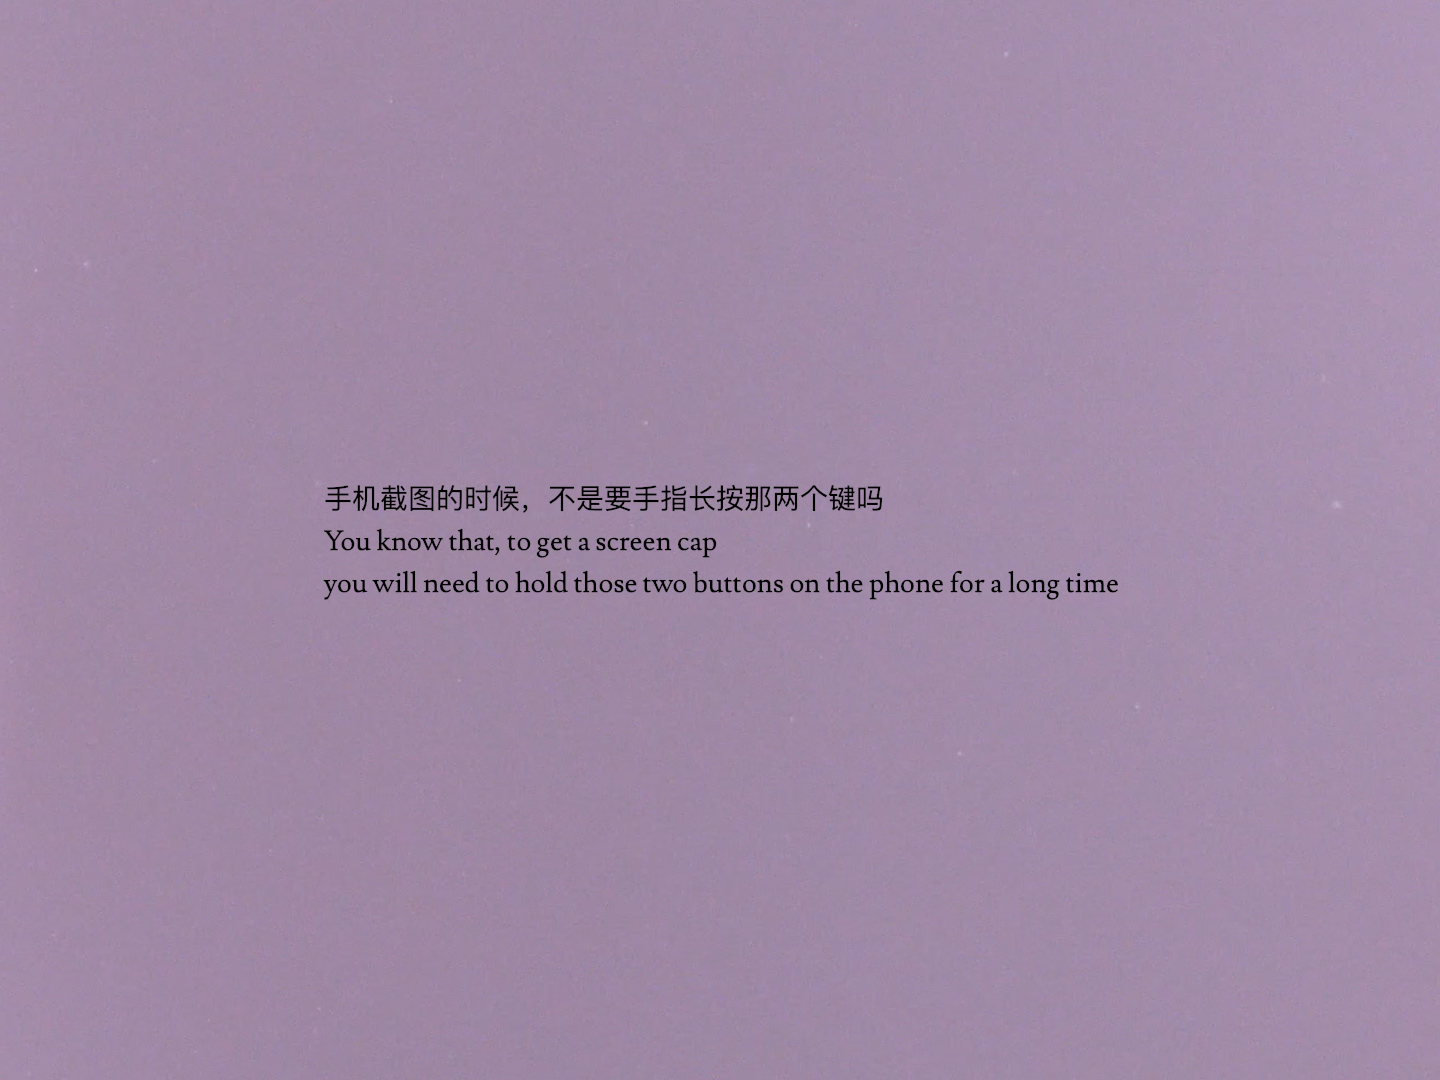 手机截图的时候，不是要手指长按那两个键吗
You know that, to get a screen cap
you will need to hold those two buttons on the phone for a long time